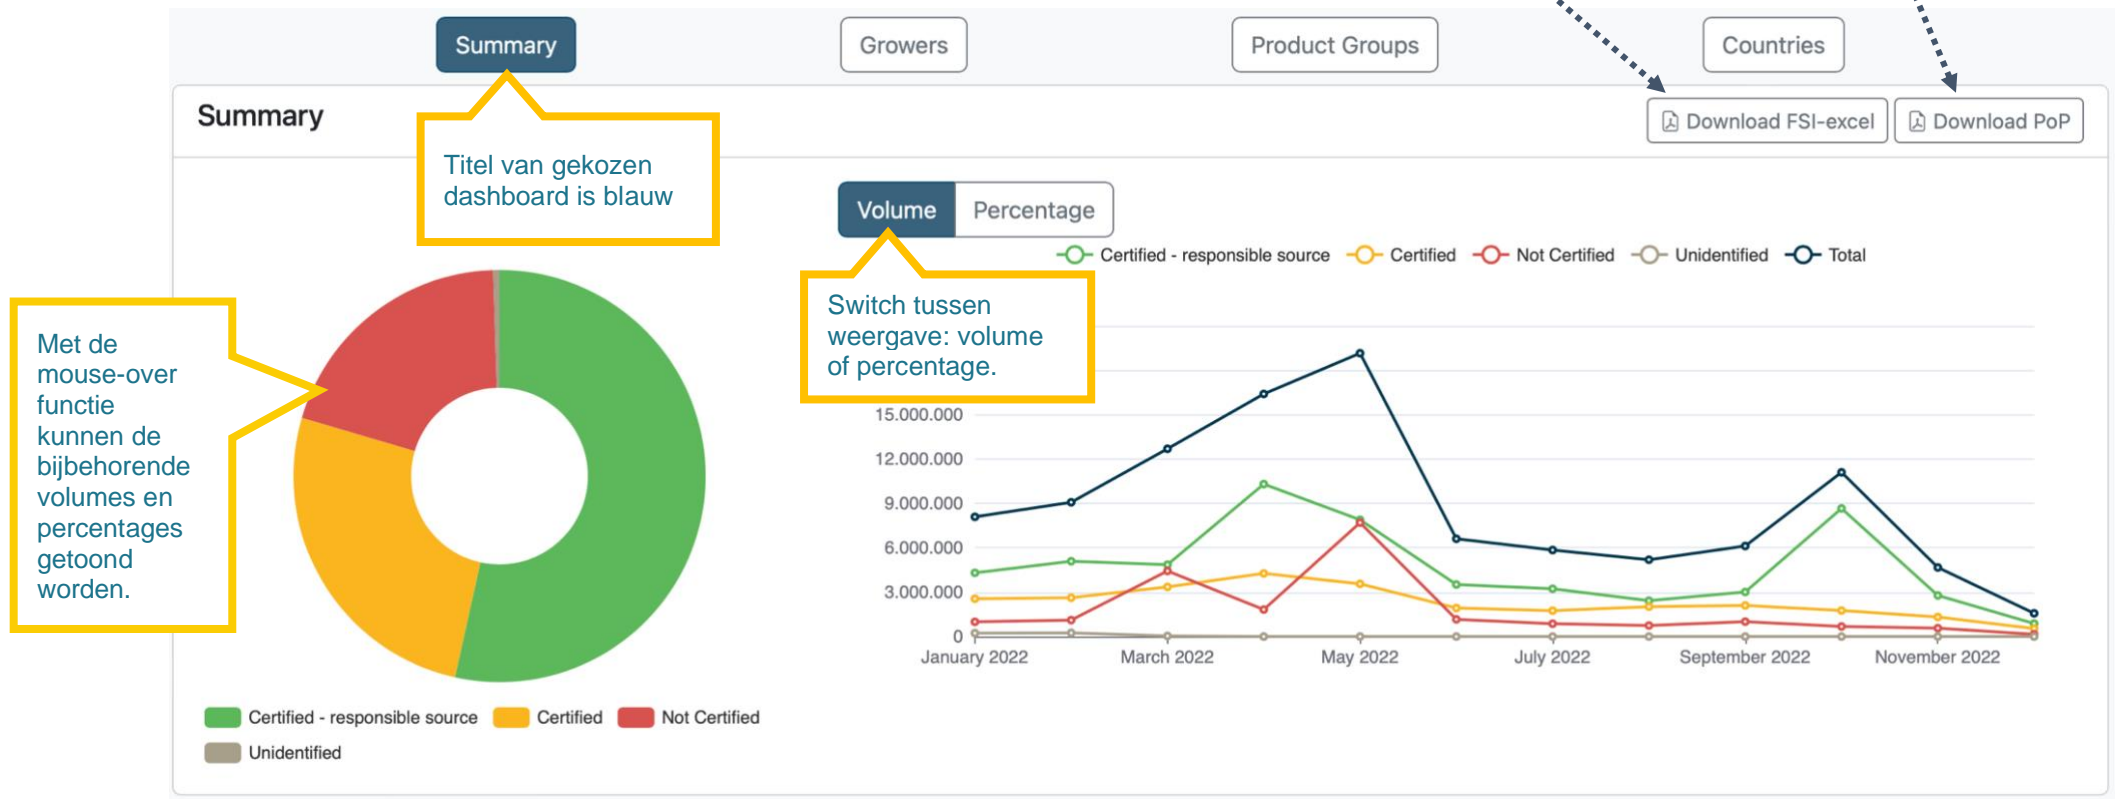 Summary
Growers
Product Groups
Countries
Summary
Download FSI-excel
Download PoP
Titel van gekozen
dashboard is blauw
Volume
Percentage
Certified - responsible source
Certified
Not Certified
Unidentified
Total
Switch tussen
weergave: volume
of percentage.
Met de
mouse-over
functie
kunnen de
bijbehorende
volumes en
percentages
getoond
worden.
15.000.000
12.000.000
9.000.000
6.000.000
3.000.000
0
January 2022
March 2022
May 2022
July 2022
September 2022
November 2022
Certified - responsible source
Certified
Not Certified
Unidentified